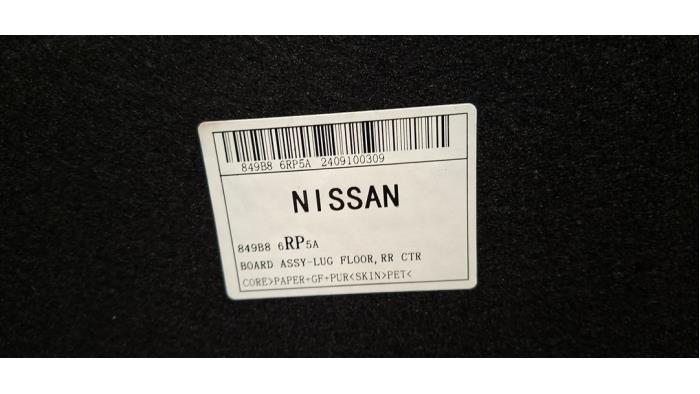 849B8 6RP5A 2409100309
NISSAN
849B8 6RP5A
BOARD ASSY-LUG FLOOR, RR CTR
CORE>PAPER+GF+PUR<SKIN>PET<